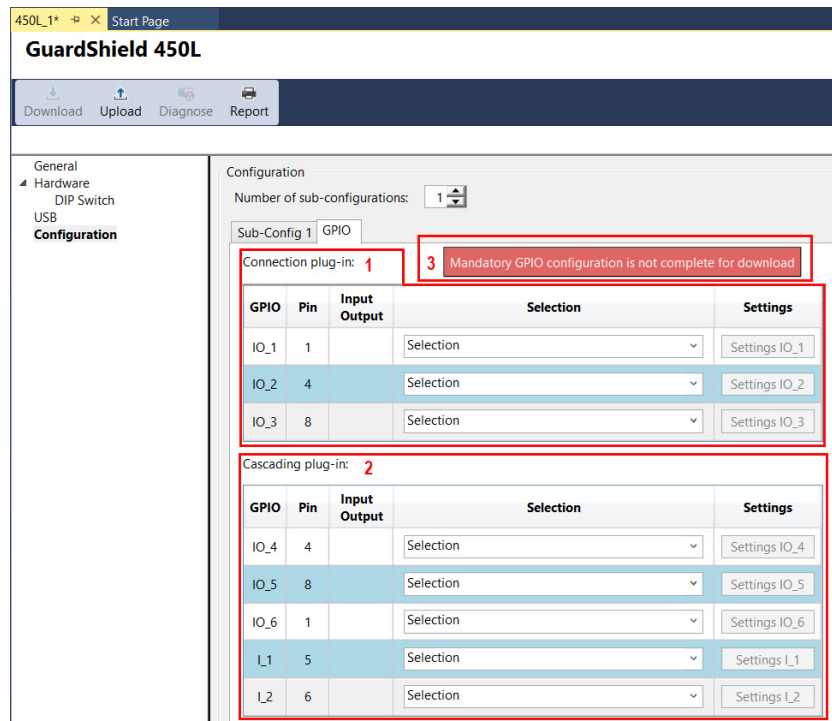 450L_1* Start Page
GuardShield 450L
Download Upload Diagnose Report
General
Hardware
DIP Switch
USB
Configuration
Configuration
Number of sub-configurations: 1
Sub-Config 1 GPIO
Connection plug-in: 1
3 Mandatory GPIO configuration is not complete for download
GPIO Pin Input Output Selection Settings
IO_1 1 Selection Settings IO_1
IO_2 4 Selection Settings IO_2
IO_3 8 Selection Settings IO_3
Cascading plug-in: 2
GPIO Pin Input Output Selection Settings
IO_4 4 Selection Settings IO_4
IO_5 8 Selection Settings IO_5
IO_6 1 Selection Settings IO_6
I_1 5 Selection Settings I_1
I_2 6 Selection Settings I_2